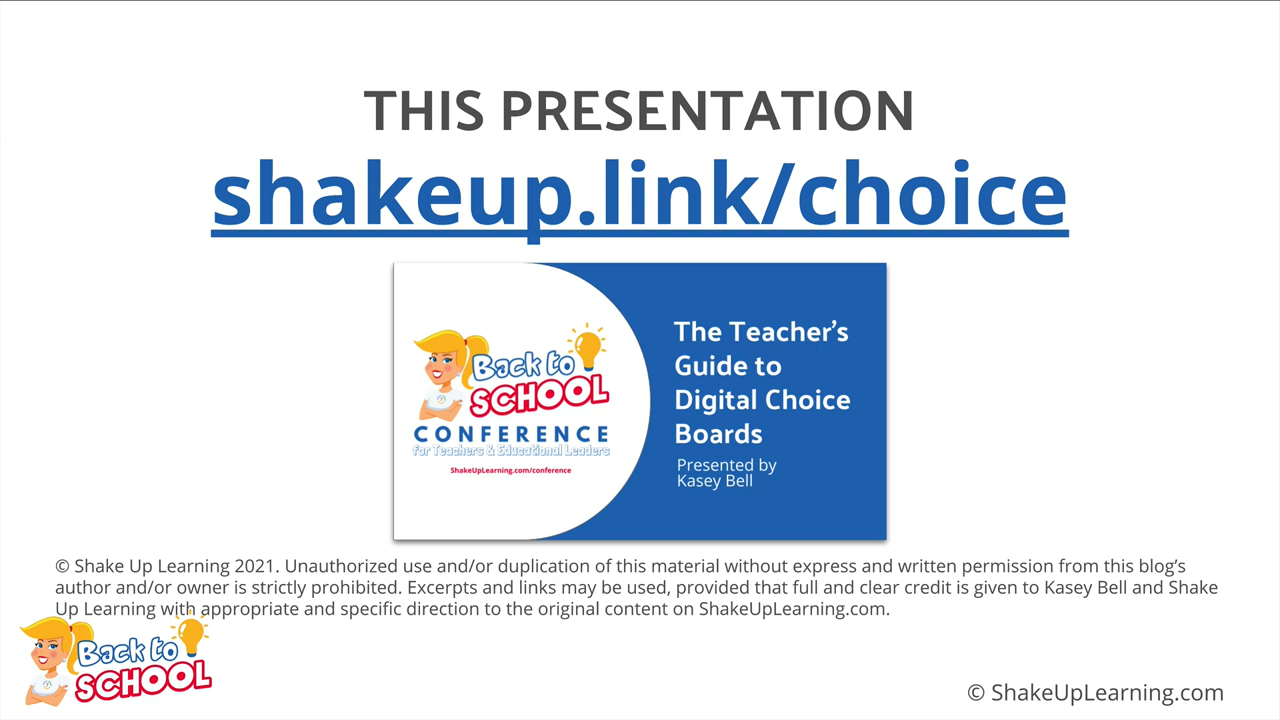 THIS PRESENTATION
shakeup.link/choice
Back to
SCHOOL
CONFERENCE
for Teachers & Educational Leaders
ShakeUpLearning.com/conference
The Teacher’s
Guide to
Digital Choice
Boards
Presented by
Kasey Bell
© Shake Up Learning 2021. Unauthorized use and/or duplication of this material without express and written permission from this blog’s
author and/or owner is strictly prohibited. Excerpts and links may be used, provided that full and clear credit is given to Kasey Bell and Shake
Up Learning with appropriate and specific direction to the original content on ShakeUpLearning.com.
Back to
SCHOOL
© ShakeUpLearning.com